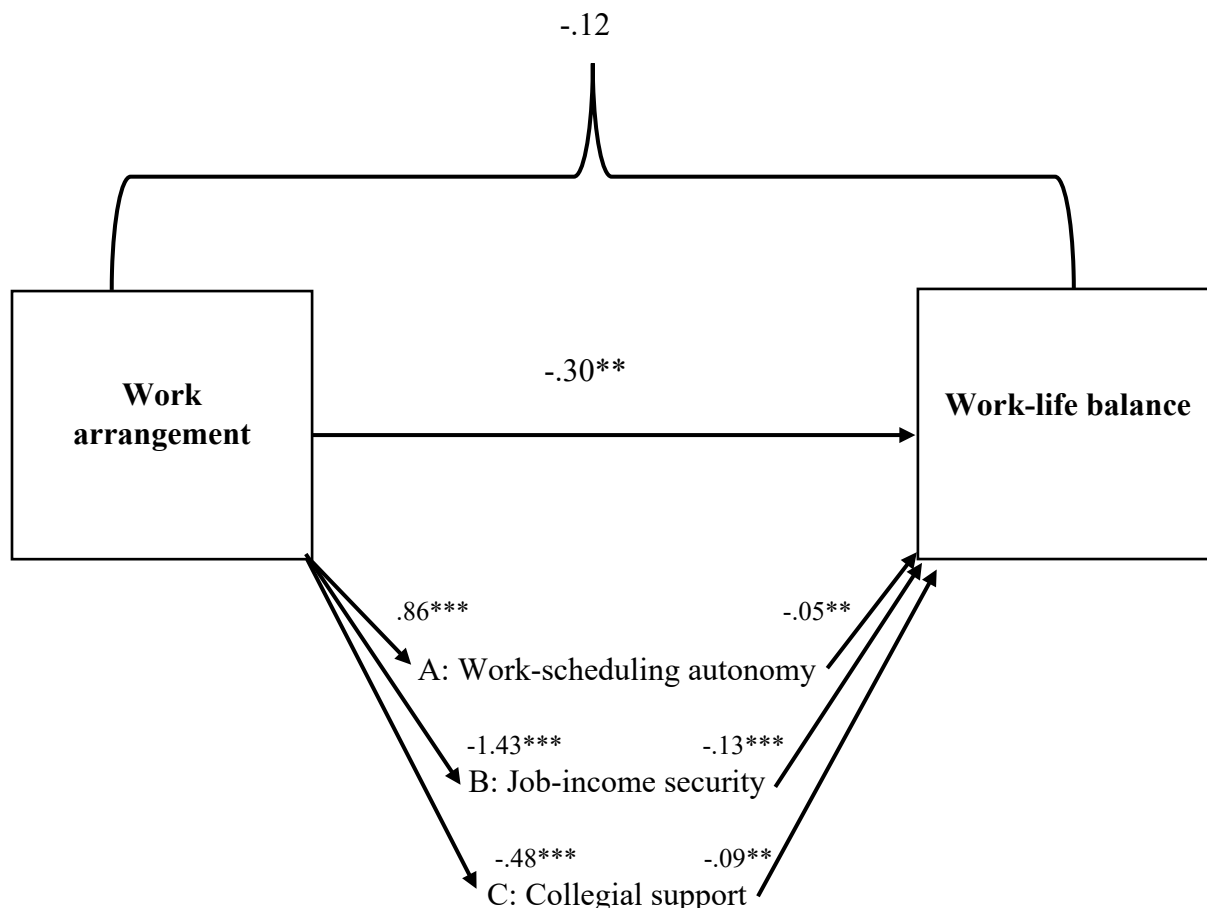 -.12
-.30**
Work
arrangement
Work-life balance
.86***
-.05**
A: Work-scheduling autonomy
-1.43***
-.13***
B: Job-income security
-.48***
-.09**
C: Collegial support